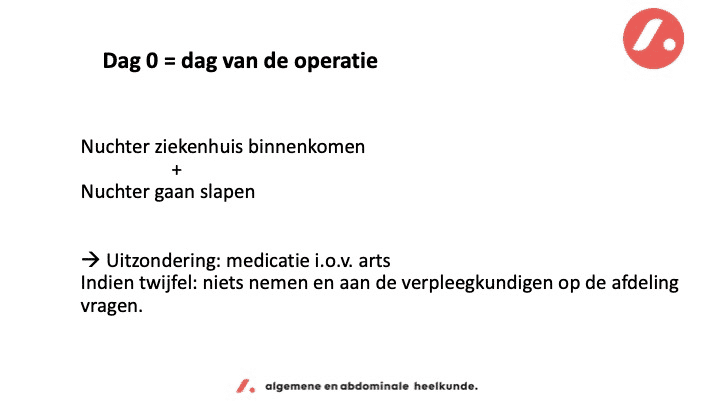 Dag 0 = dag van de operatie
Nuchter ziekenhuis binnenkomen
+
Nuchter gaan slapen
→ Uitzondering: medicatie i.o.v. arts
Indien twijfel: niets nemen en aan de verpleegkundigen op de afdeling
vragen.
algemene en abdominale heelkunde.